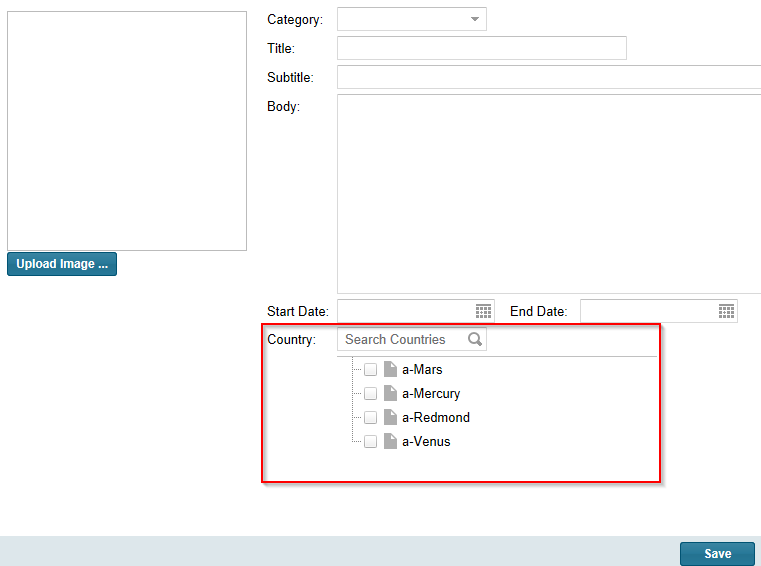 Category:
Title:
Subtitle:
Body:
Upload Image ...
Start Date: End Date:
Country: Search Countries
a-Mars
a-Mercury
a-Redmond
a-Venus
Save